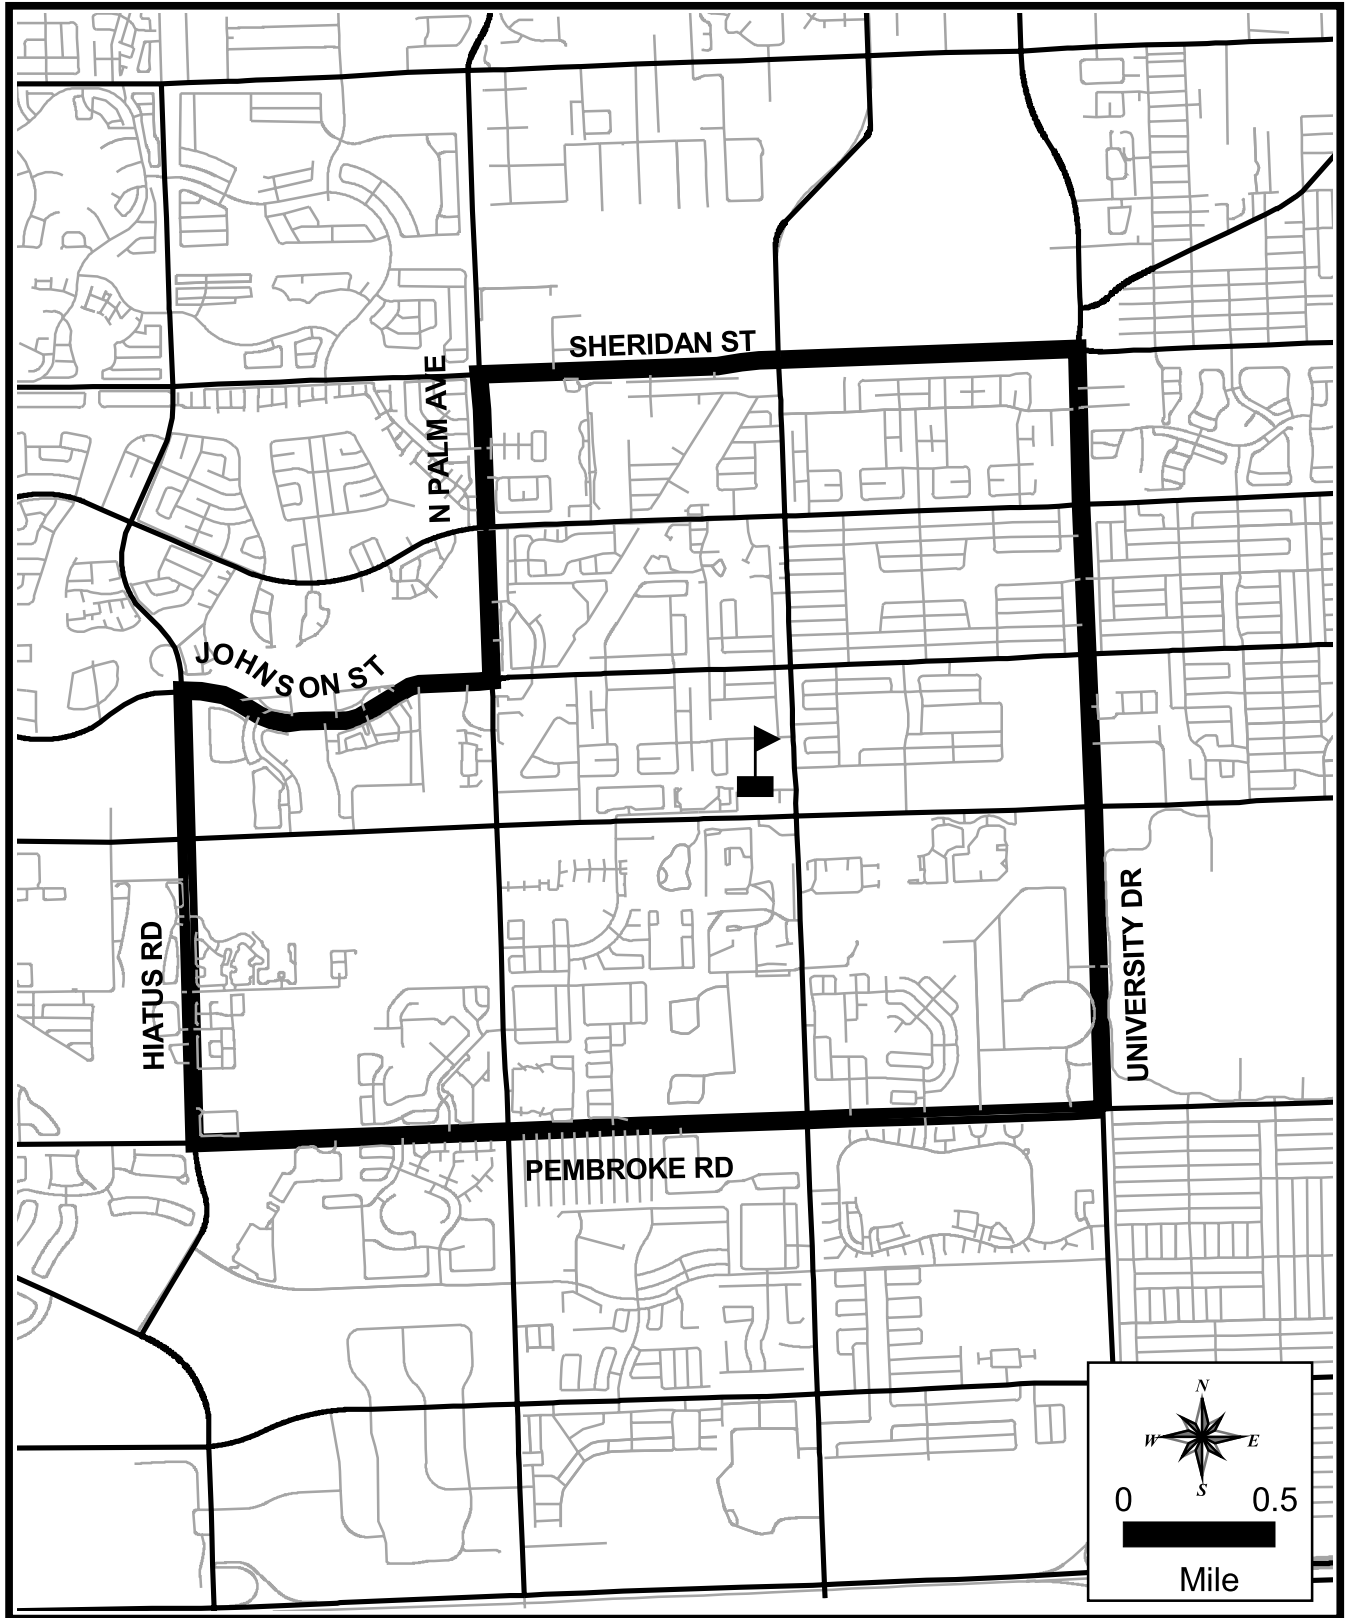 SHERIDAN ST
N PALM AVE
JOHNSON ST
HIATUS RD
UNIVERSITY DR
PEMBROKE RD
N
W E
S
0 0.5
Mile